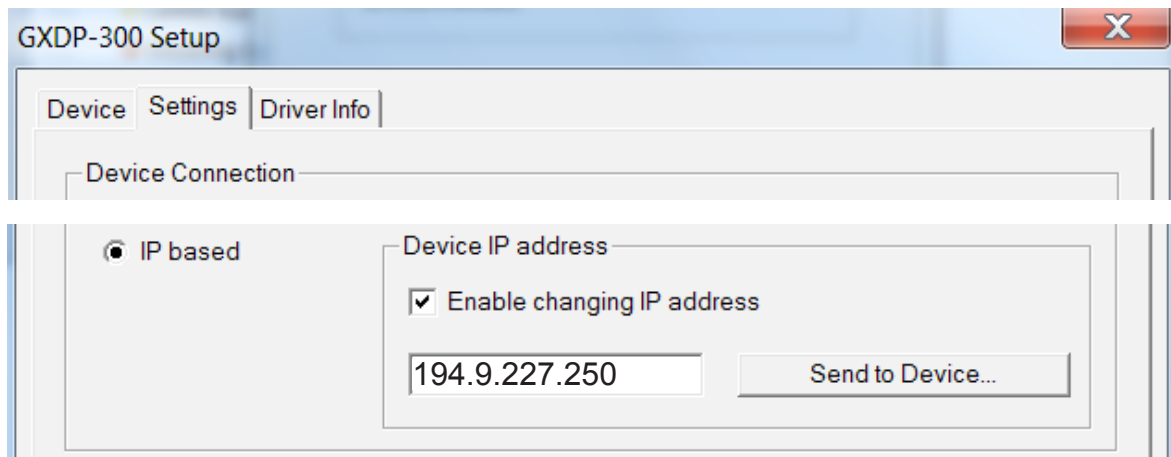 GXDP-300 Setup
X
Device Settings Driver Info
Device Connection
IP based
Device IP address
Enable changing IP address
194.9.227.250
Send to Device...